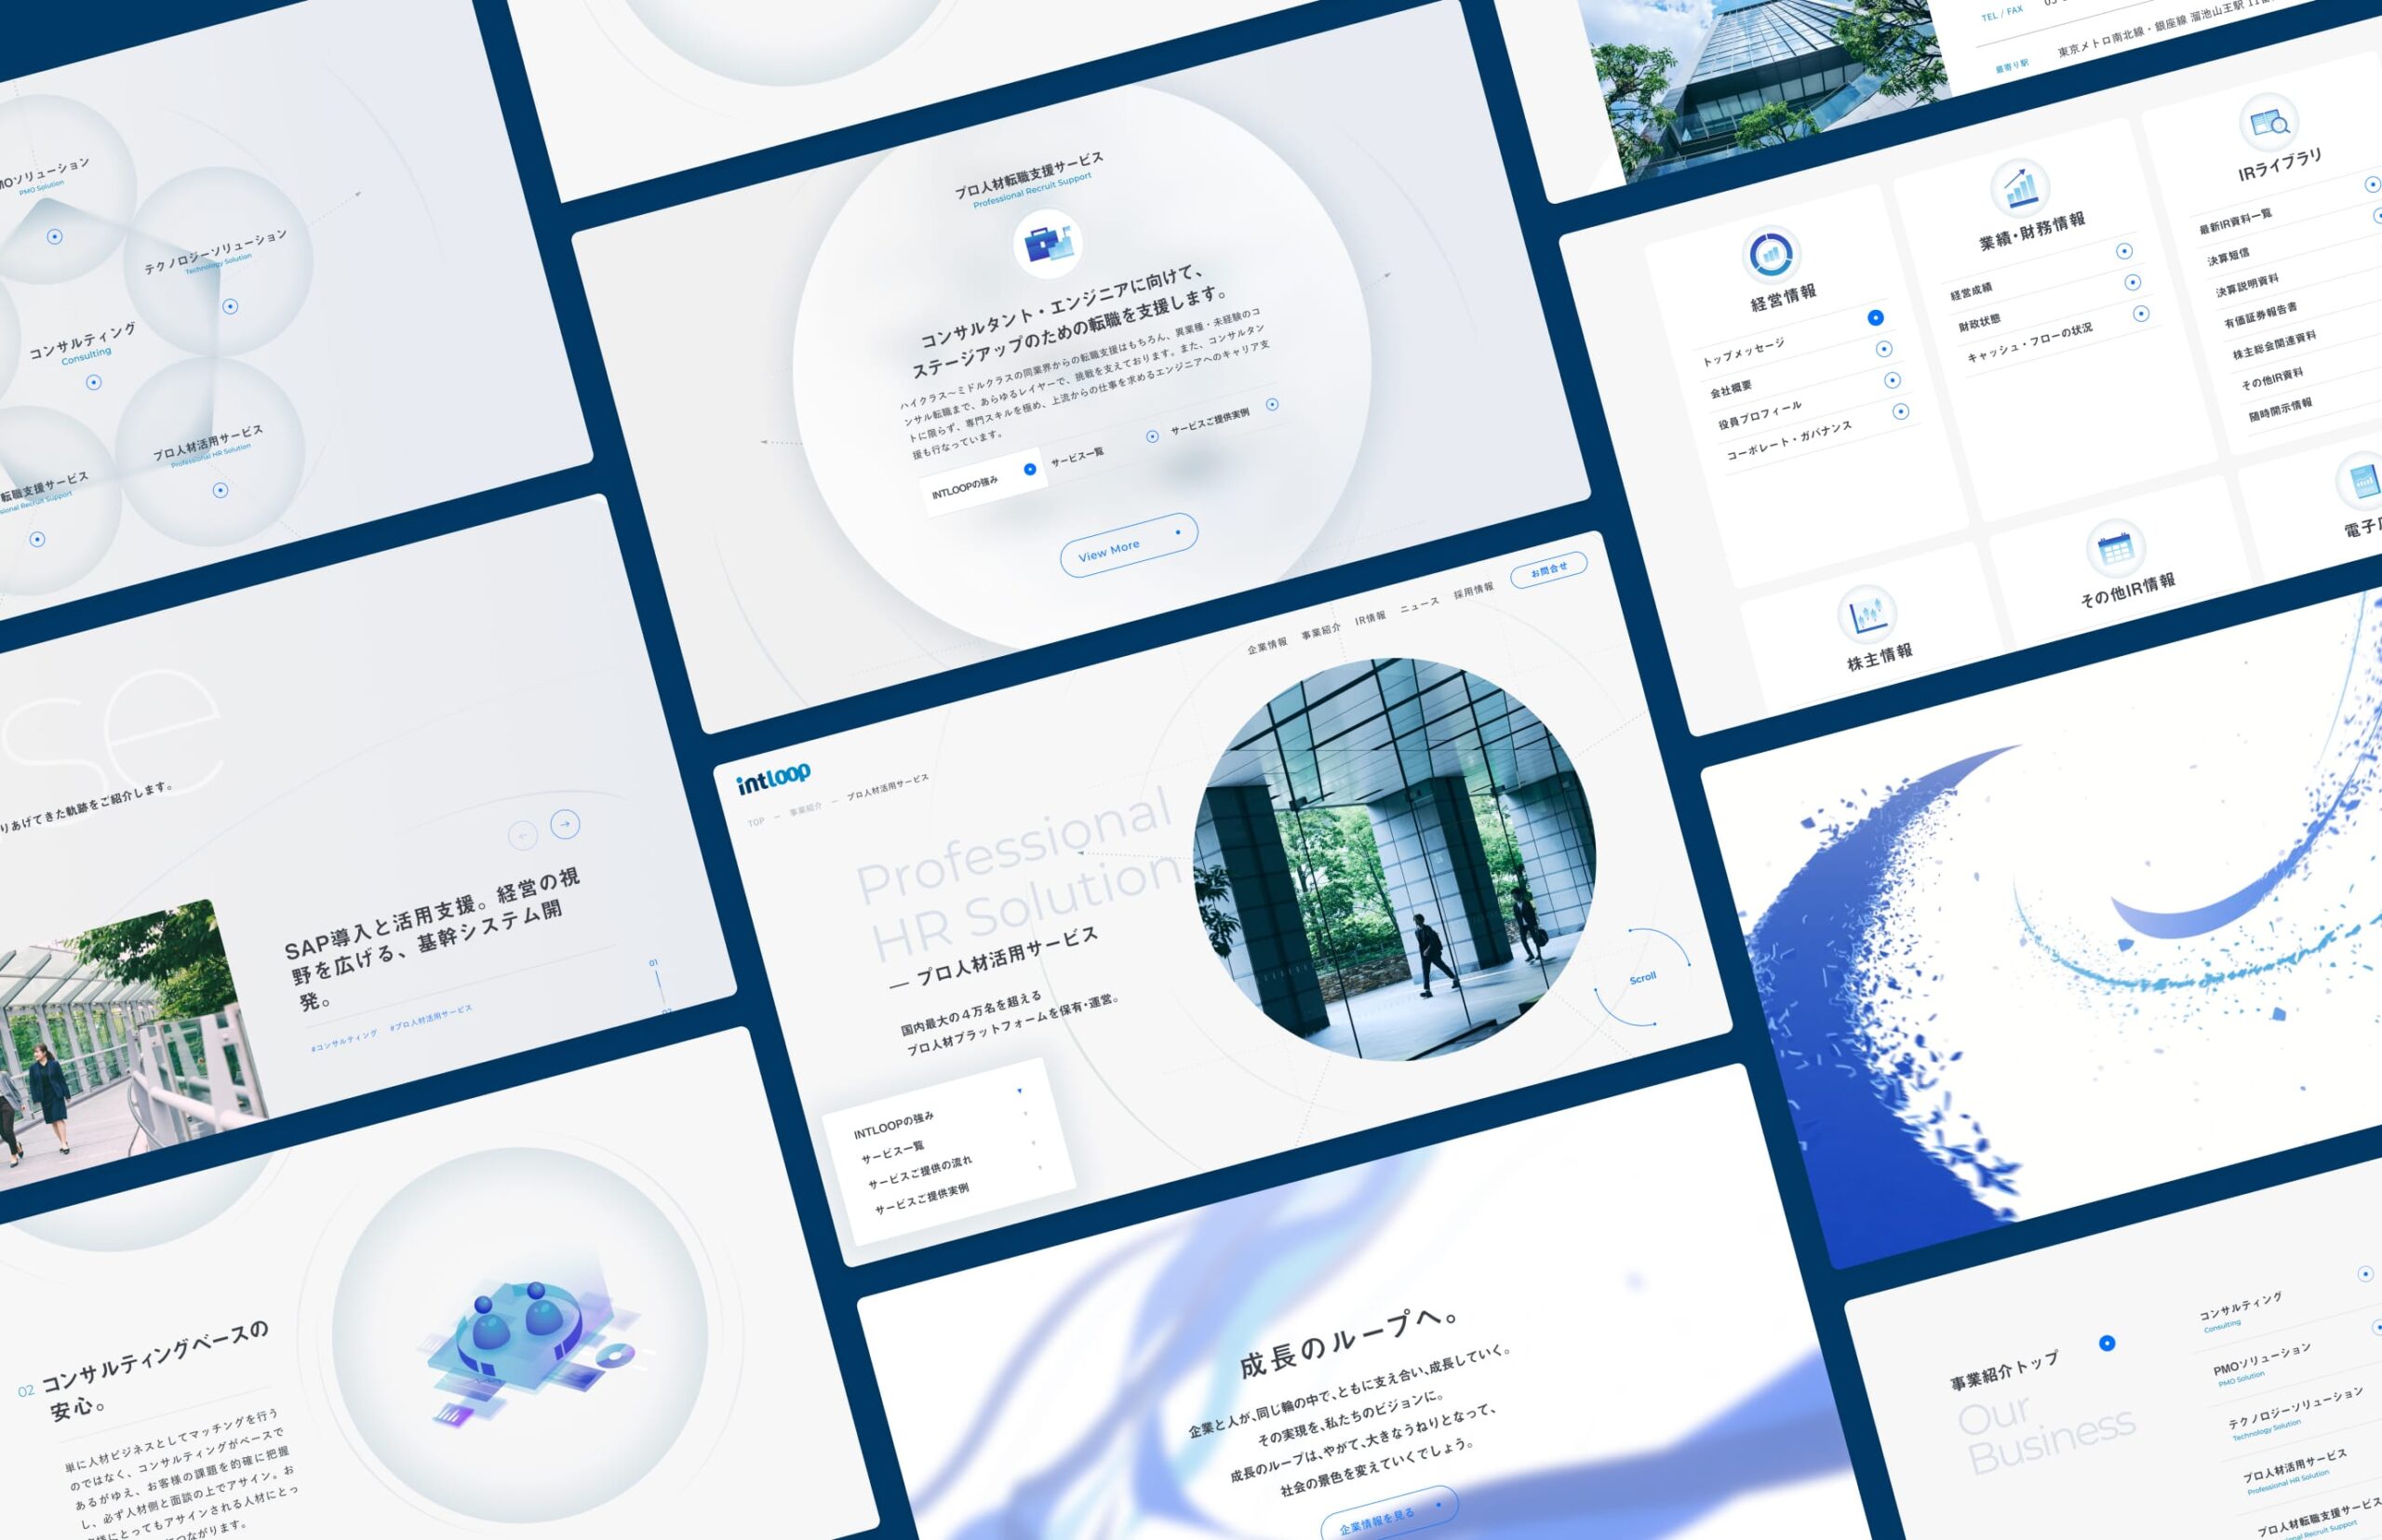 MOソリューション
PMO Solution
テクノロジーソリューション
Technology Solution
コンサルティング
Consulting
プロ人材活用サービス
Professional HR Solution
転職支援サービス
sional Recruit Support
プロ人材転職支援サービス
Professional Recruit Support
コンサルタント・エンジニアに向けて、
ステージアップのための転職を支援します。
ハイクラス〜ミドルクラスの同業界からの転職支援はもちろん、異業種・未経験のコ
ンサル転職まで、あらゆるレイヤーで、挑戦を支えております。また、コンサルタン
トに限らず、専門スキルを極め、上流からの仕事を求めるエンジニアへのキャリア支
援も行なっています。
INTLOOPの強み
サービス一覧
サービスご提供実例
View More
TEL / FAX
最寄り駅
東京メトロ南北線・銀座線 溜池山王駅
経営情報
トップメッセージ
会社概要
役員プロフィール
コーポレート・ガバナンス
業績・財務情報
経営成績
財政状態
キャッシュ・フローの状況
IRライブラリ
最新IR資料一覧
決算短信
決算説明資料
有価証券報告書
株主総会関連資料
その他IR資料
随時開示情報
株主情報
その他IR情報
電子
se
りあげてきた軌跡をご紹介します。
SAP導入と活用支援。経営の視
野を広げる、基幹システム開
発。
#コンサルティング #プロ人材活用サービス
01
intloop
TOP ー 事業紹介 ー プロ人材活用サービス
企業情報 事業紹介 IR情報 ニュース 採用情報 お問合せ
Professional
HR Solution
— プロ人材活用サービス
国内最大の4万名を超える
プロ人材プラットフォームを保有・運営。
INTLOOPの強み
サービス一覧
サービスご提供の流れ
サービスご提供実例
Scroll
02 コンサルティングベースの
安心。
単に人材ビジネスとしてマッチングを行う
のではなく、コンサルティングがベースで
あるがゆえ、お客様の課題を的確に把握
し、必ず人材側と面談の上でアサイン。お
客様にとってもアサインされる人材にとっ
つながります。
成長のループへ。
企業と人が、同じ輪の中で、ともに支え合い、成長していく。
その実現を、私たちのビジョンに。
成長のループは、やがて、大きなうねりとなって、
社会の景色を変えていくでしょう。
企業情報を見る
事業紹介トップ
Our
Business
コンサルティング
Consulting
PMOソリューション
PMO Solution
テクノロジーソリューション
Technology Solution
プロ人材活用サービス
Professional HR Solution
プロ人材転職支援サービス
Recruit Support